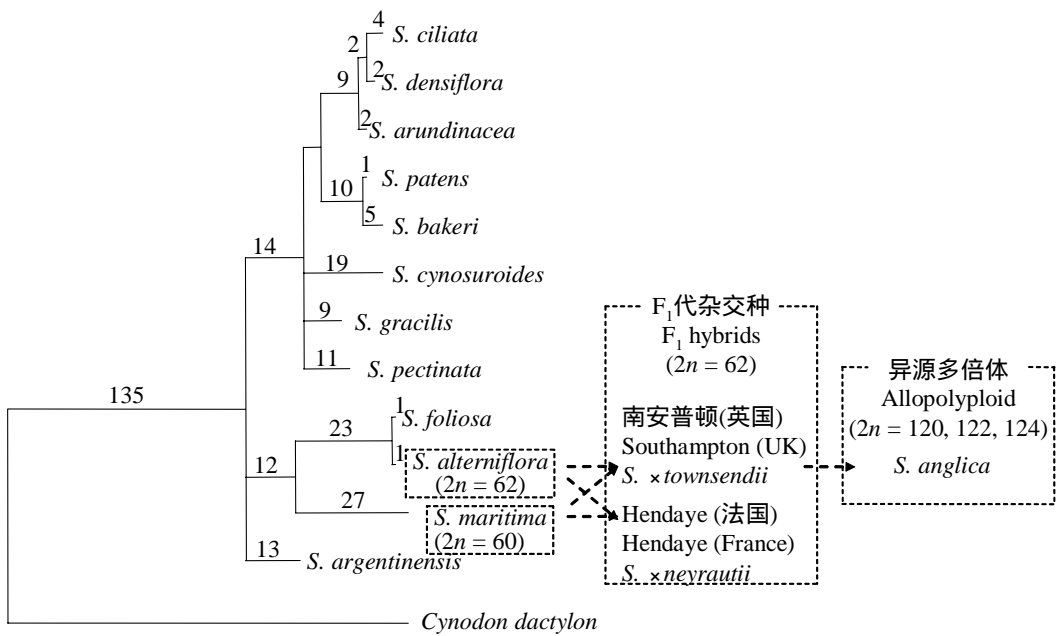 4
S. ciliata
2
2
S. densiflora
9
2
S. arundinacea
1
S. patens
10
5
S. bakeri
14
19
S. cynosuroides
9
S. gracilis
11
S. pectinata
135
1
S. foliosa
23
1
S. alterniflora
(2n = 62)
12
27
S. maritima
(2n = 60)
13
S. argentinensis
Cynodon dactylon
F1代杂交种
F1 hybrids
(2n = 62)
南安普顿(英国)
Southampton (UK)
S. ×townsendii
Hendaye (法国)
Hendaye (France)
S. ×neyrautii
异源多倍体
Allopolyploid
(2n = 120, 122, 124)
S. anglica